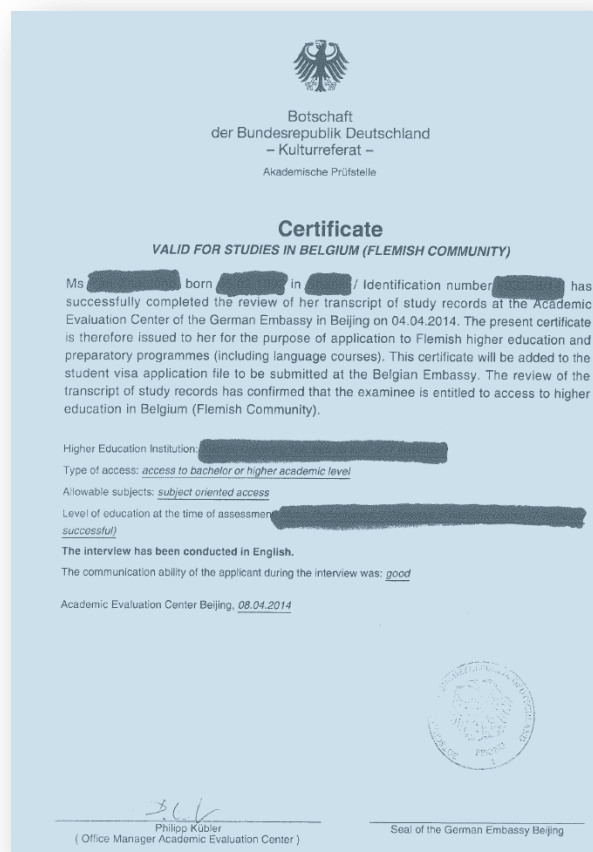 Botschaft
der Bundesrepublik Deutschland
– Kulturreferat –
Akademische Prüfstelle
Certificate
VALID FOR STUDIES IN BELGIUM (FLEMISH COMMUNITY)
Ms born in / Identification number has
successfully completed the review of her transcript of study records at the Academic
Evaluation Center of the German Embassy in Beijing on 04.04.2014. The present certificate
is therefore issued to her for the purpose of application to Flemish higher education and
preparatory programmes (including language courses). This certificate will be added to the
student visa application file to be submitted at the Belgian Embassy. The review of the
transcript of study records has confirmed that the examinee is entitled to access to higher
education in Belgium (Flemish Community).
Higher Education Institution:
Type of access: access to bachelor or higher academic level
Allowable subjects: subject oriented access
Level of education at the time of assessmen
successful)
The interview has been conducted in English.
The communication ability of the applicant during the interview was: good
Academic Evaluation Center Beijing, 08.04.2014
Philipp Kübler
( Office Manager Academic Evaluation Center )
Seal of the German Embassy Beijing